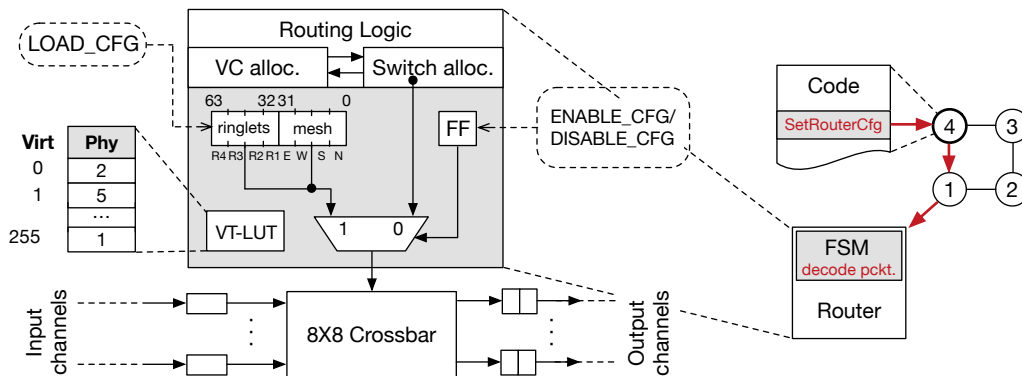 Routing Logic
LOAD_CFG
VC alloc.
Switch alloc.
63 32 31 0
ringlets mesh
R4 R3 R2 R1 E W S N
FF
ENABLE_CFG/
DISABLE_CFG
Virt Phy
0 2
1 5
...
255 1
VT-LUT
1 0
Input
channels
8X8 Crossbar
Output
channels
Code
SetRouterCfg
4
3
1
2
FSM
decode pckt.
Router